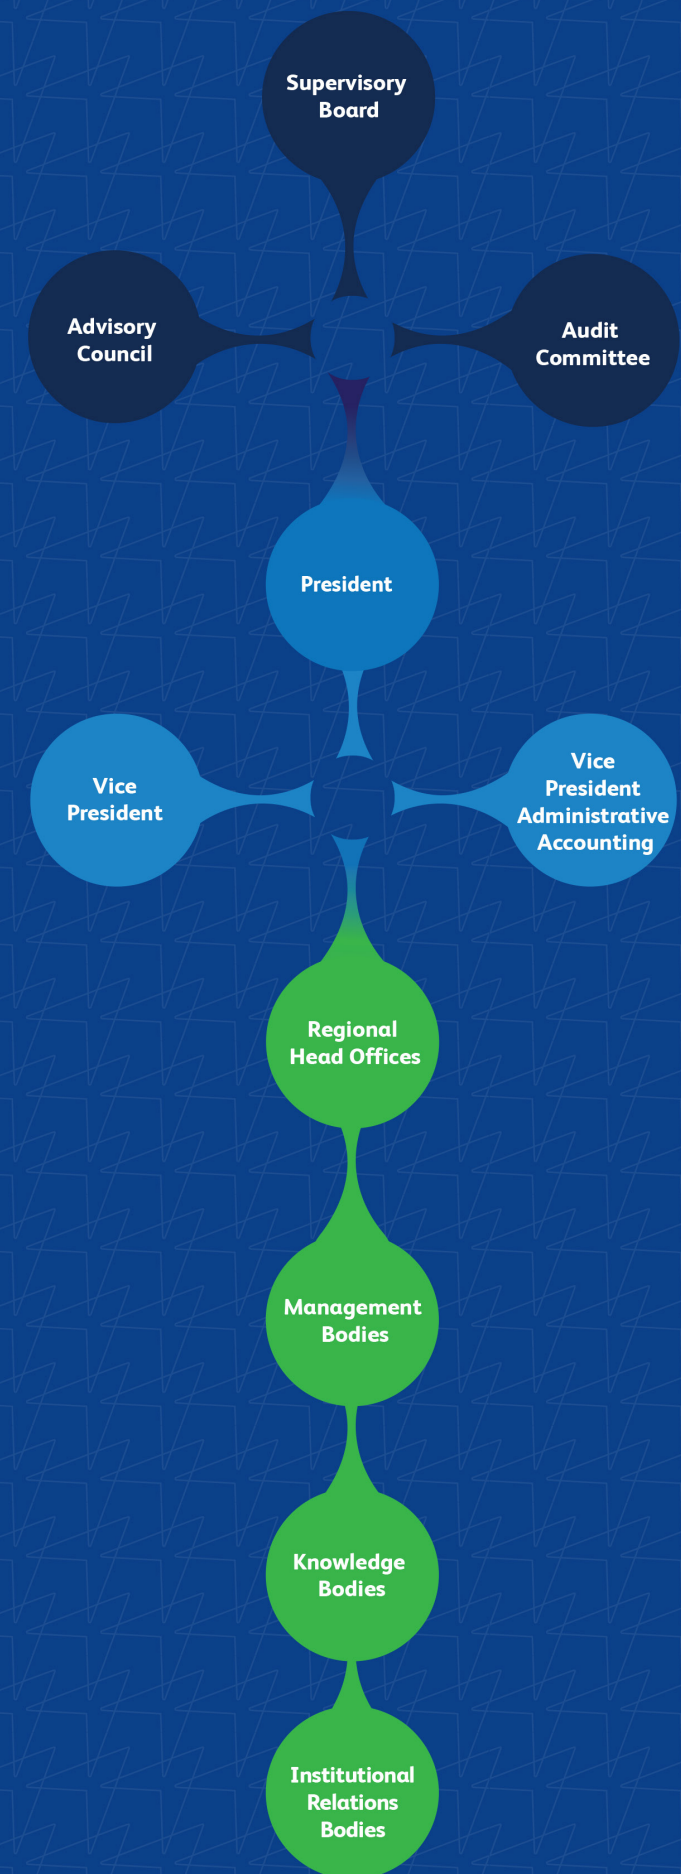 Supervisory
Board
Advisory
Council
Audit
Committee
President
Vice
President
Vice
President
Administrative
Accounting
Regional
Head Offices
Management
Bodies
Knowledge
Bodies
Institutional
Relations
Bodies